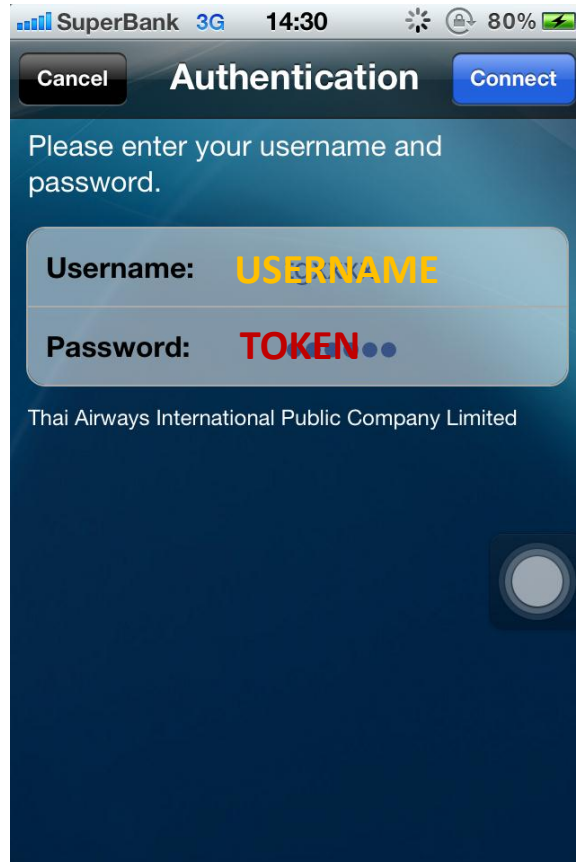 SuperBank 3G 14:30 80%
Cancel Authentication Connect
Please enter your username and
password.
Username: USERNAME
Password: TOKEN
Thai Airways International Public Company Limited